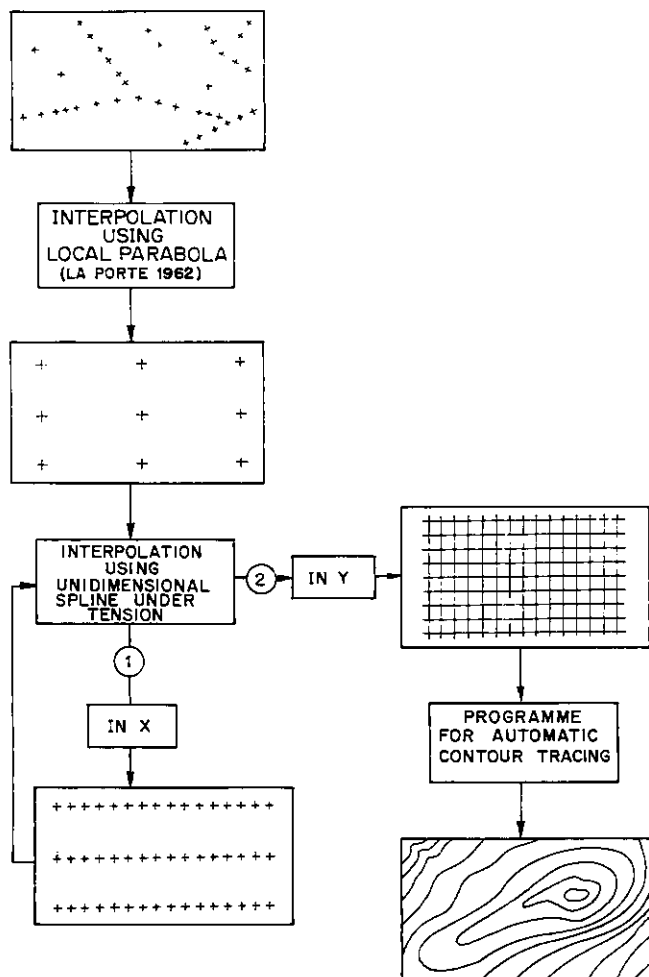 INTERPOLATION
USING
LOCAL PARABOLA
(LA PORTE 1962)
INTERPOLATION
USING
UNIDIMENSIONAL
SPLINE UNDER
TENSION
2
IN Y
1
IN X
PROGRAMME
FOR AUTOMATIC
CONTOUR TRACING